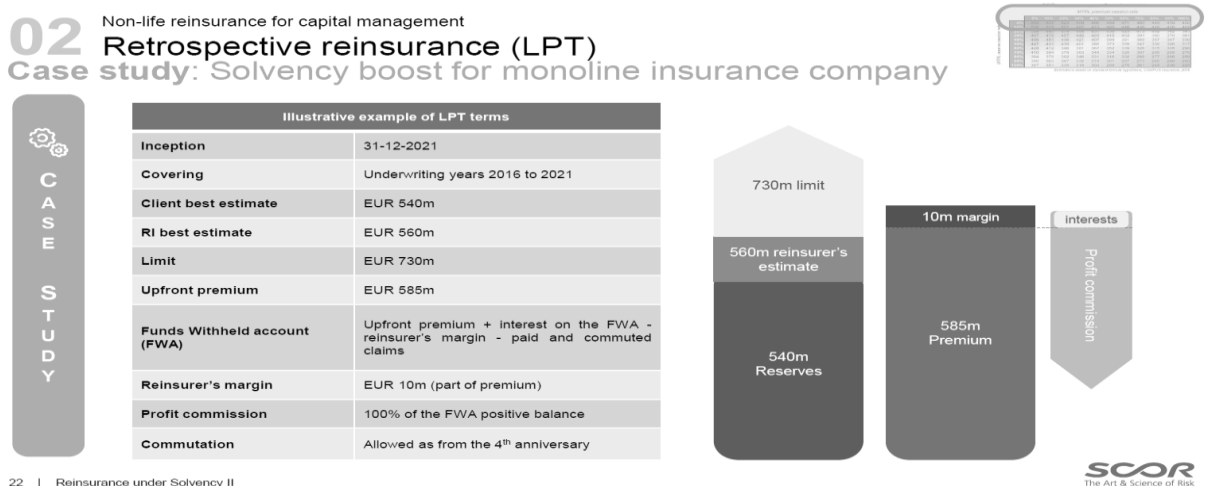 02
Non-life reinsurance for capital management
Retrospective reinsurance (LPT)
Case study: Solvency boost for monoline insurance company
CASE STUDY
Illustrative example of LPT terms
Inception 31-12-2021
Covering Underwriting years 2016 to 2021
Client best estimate EUR 540m
RI best estimate EUR 560m
Limit EUR 730m
Upfront premium EUR 585m
Funds Withheld account (FWA)
Upfront premium + interest on the FWA -
reinsurer's margin - paid and commuted
claims
Reinsurer's margin EUR 10m (part of premium)
Profit commission 100% of the FWA positive balance
Commutation Allowed as from the 4th anniversary
730m limit
560m reinsurer's
estimate
540m
Reserves
10m margin
585m
Premium
interests
Profit commission
22 | Reinsurance under Solvency II
SCOR
The Art & Science of Risk